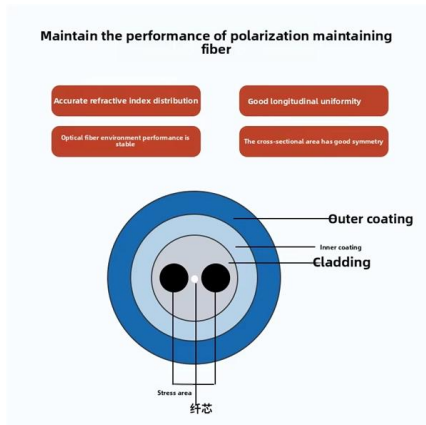 Maintain the performance of polarization maintaining
fiber
Accurate refractive index distribution
Good longitudinal uniformity
Optical fiber environment performance is
stable
The cross-sectional area has good symmetry
Outer coating
Inner coating
Cladding
Stress area
纤芯